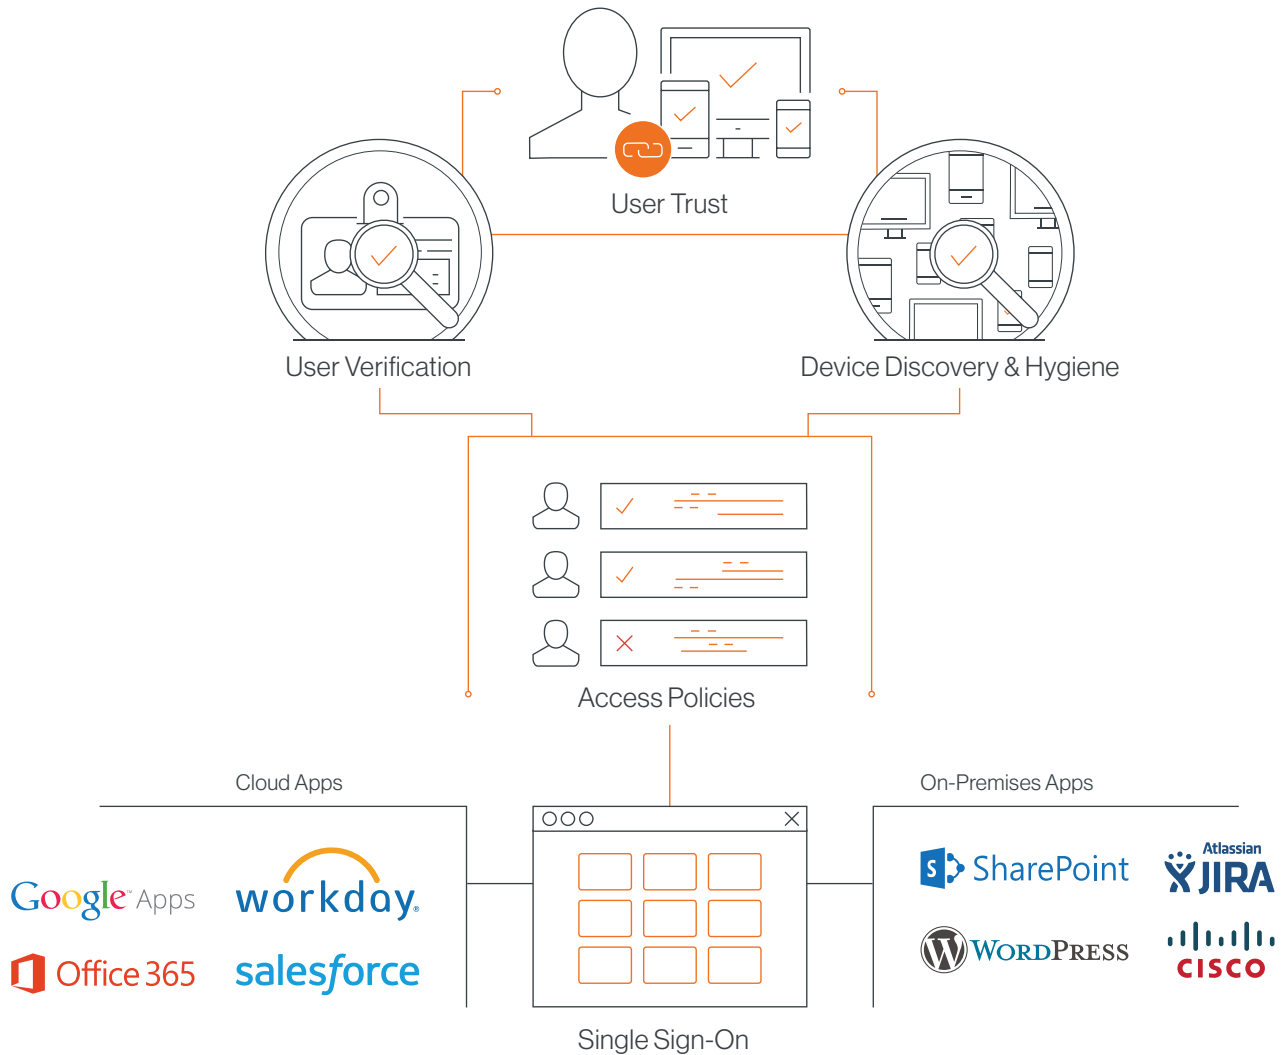 User Trust
User Verification
Device Discovery & Hygiene
Access Policies
Cloud Apps
On-Premises Apps
Google™ Apps
workday®
Office 365
salesforce
S SharePoint
Atlassian
JIRA
W WORDPRESS
CISCO
Single Sign-On